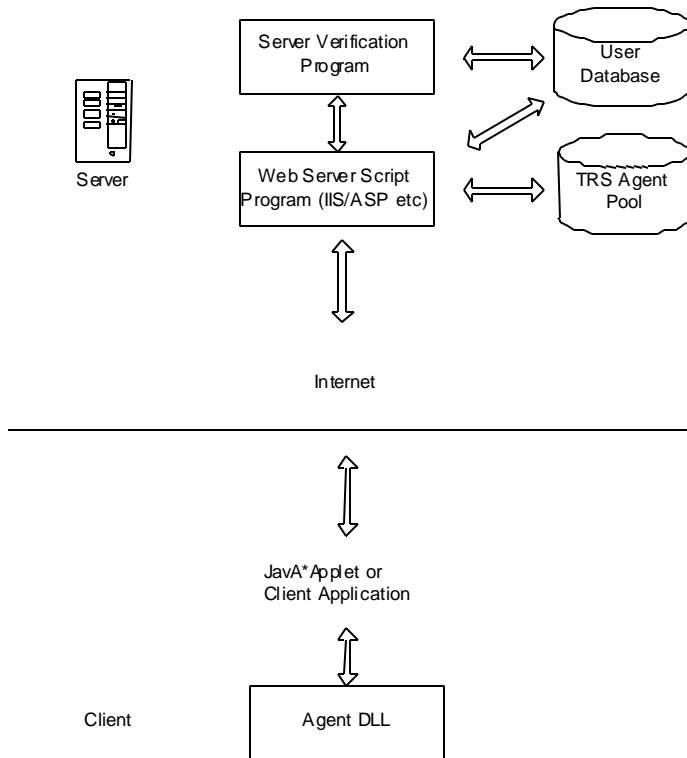 Server Verification
Program
User
Database
Server
Web Server Script
Program (IIS/ASP etc)
TRS Agent
Pool
Internet
JavA*Applet or
Client Application
Client
Agent DLL